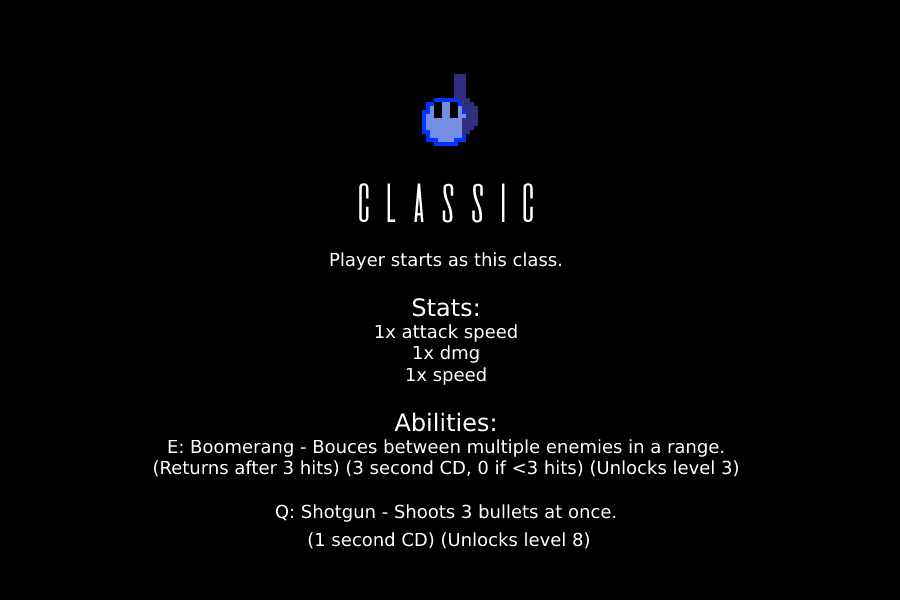 CLASSIC
Player starts as this class.
Stats:
1x attack speed
1x dmg
1x speed
Abilities:
E: Boomerang - Bouces between multiple enemies in a range.
(Returns after 3 hits) (3 second CD, 0 if <3 hits) (Unlocks level 3)
Q: Shotgun - Shoots 3 bullets at once.
(1 second CD) (Unlocks level 8)